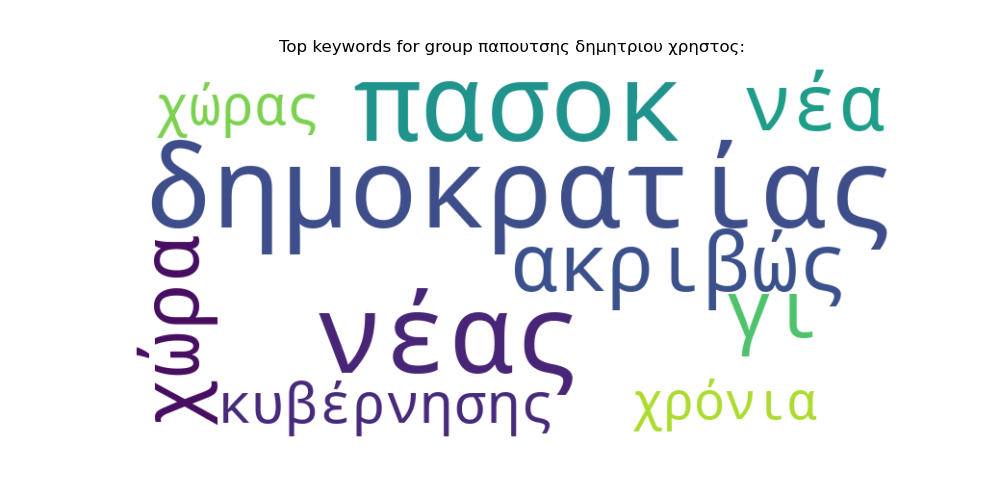 Top keywords for group παπουτσης δημητριου χρηστος:
χώρας
πασοκ
νέα
δημοκρατίας
ακριβώς
χώρα
νέας
γι
κυβέρνησης
χρόνια